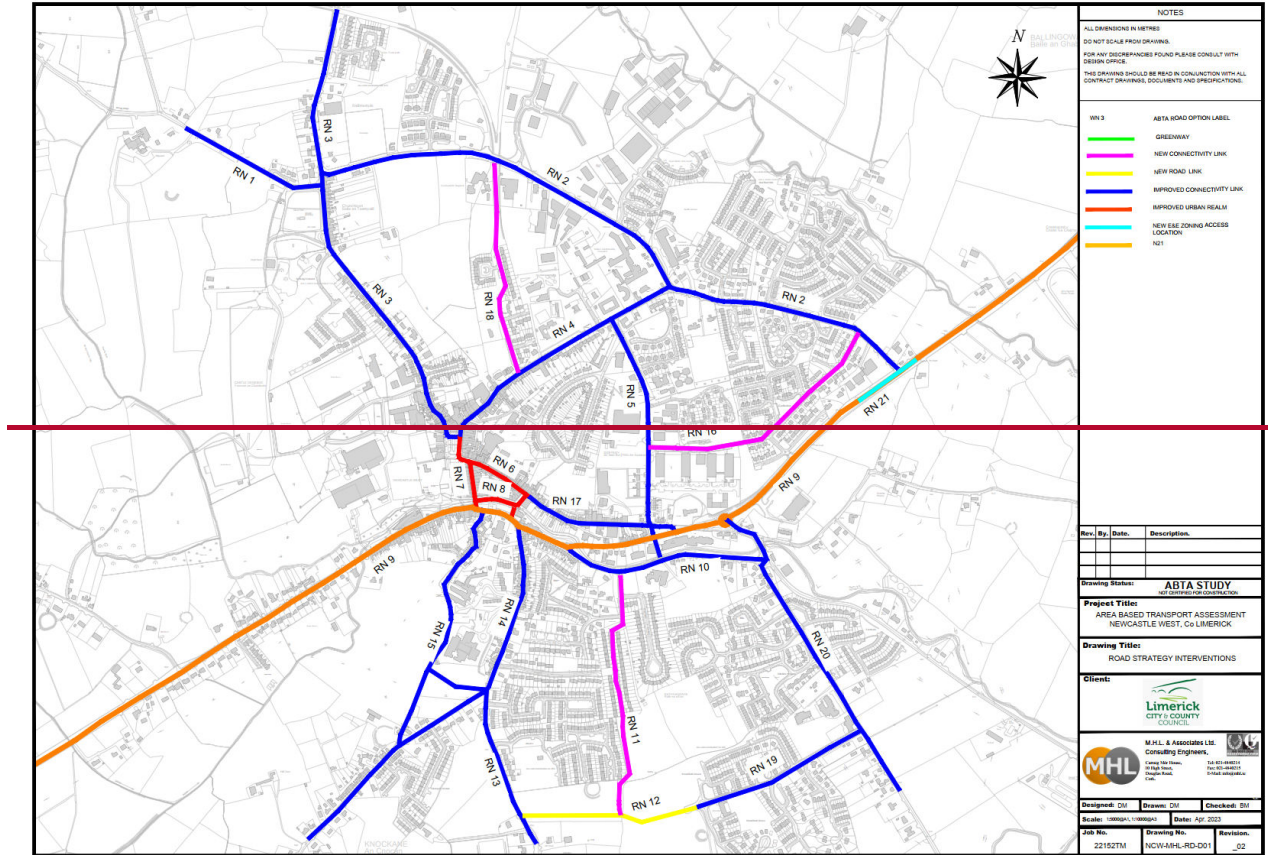 N
BALLINGOW
RN 3
RN 1
RN 2
RN 3
RN 18
RN 4
RN 2
RN 5
RN 21
RN 16
RN 6
RN 7
RN 8
RN 17
RN 9
RN 9
RN 10
RN 14
RN 15
RN 20
RN 11
RN 13
RN 19
RN 12
KNOCKANE
An Cnocán
NOTES
ALL DIMENSIONS IN METRES
DO NOT SCALE FROM DRAWING.
FOR ANY DISCREPANCIES FOUND PLEASE CONSULT WITH
DESIGN OFFICE.
THIS DRAWING SHOULD BE READ IN CONJUNCTION WITH ALL
CONTRACT DRAWINGS, DOCUMENTS AND SPECIFICATIONS.
WN 3 ABTA ROAD OPTION LABEL
GREENWAY
NEW CONNECTIVITY LINK
NEW ROAD LINK
IMPROVED CONNECTIVITY LINK
IMPROVED URBAN REALM
NEW E&E ZONING ACCESS
LOCATION
N21
Rev. By. Date. Description.
Drawing Status: ABTA STUDY
NOT CERTIFIED FOR CONSTRUCTION
Project Title:
AREA BASED TRANSPORT ASSESSMENT
NEWCASTLE WEST, Co LIMERICK
Drawing Title:
ROAD STRATEGY INTERVENTIONS
Client:
Limerick
CITY & COUNTY
COUNCIL
MHL
M.H.L. & Associates Ltd.
Consulting Engineers,
Douglas Road,
Cork.
Designed: DM Drawn: DM Checked: BM
Scale: Date: Apr. 2023
Job No. Drawing No. Revision.
22152TM NCW-MHL-RD-D01 _02